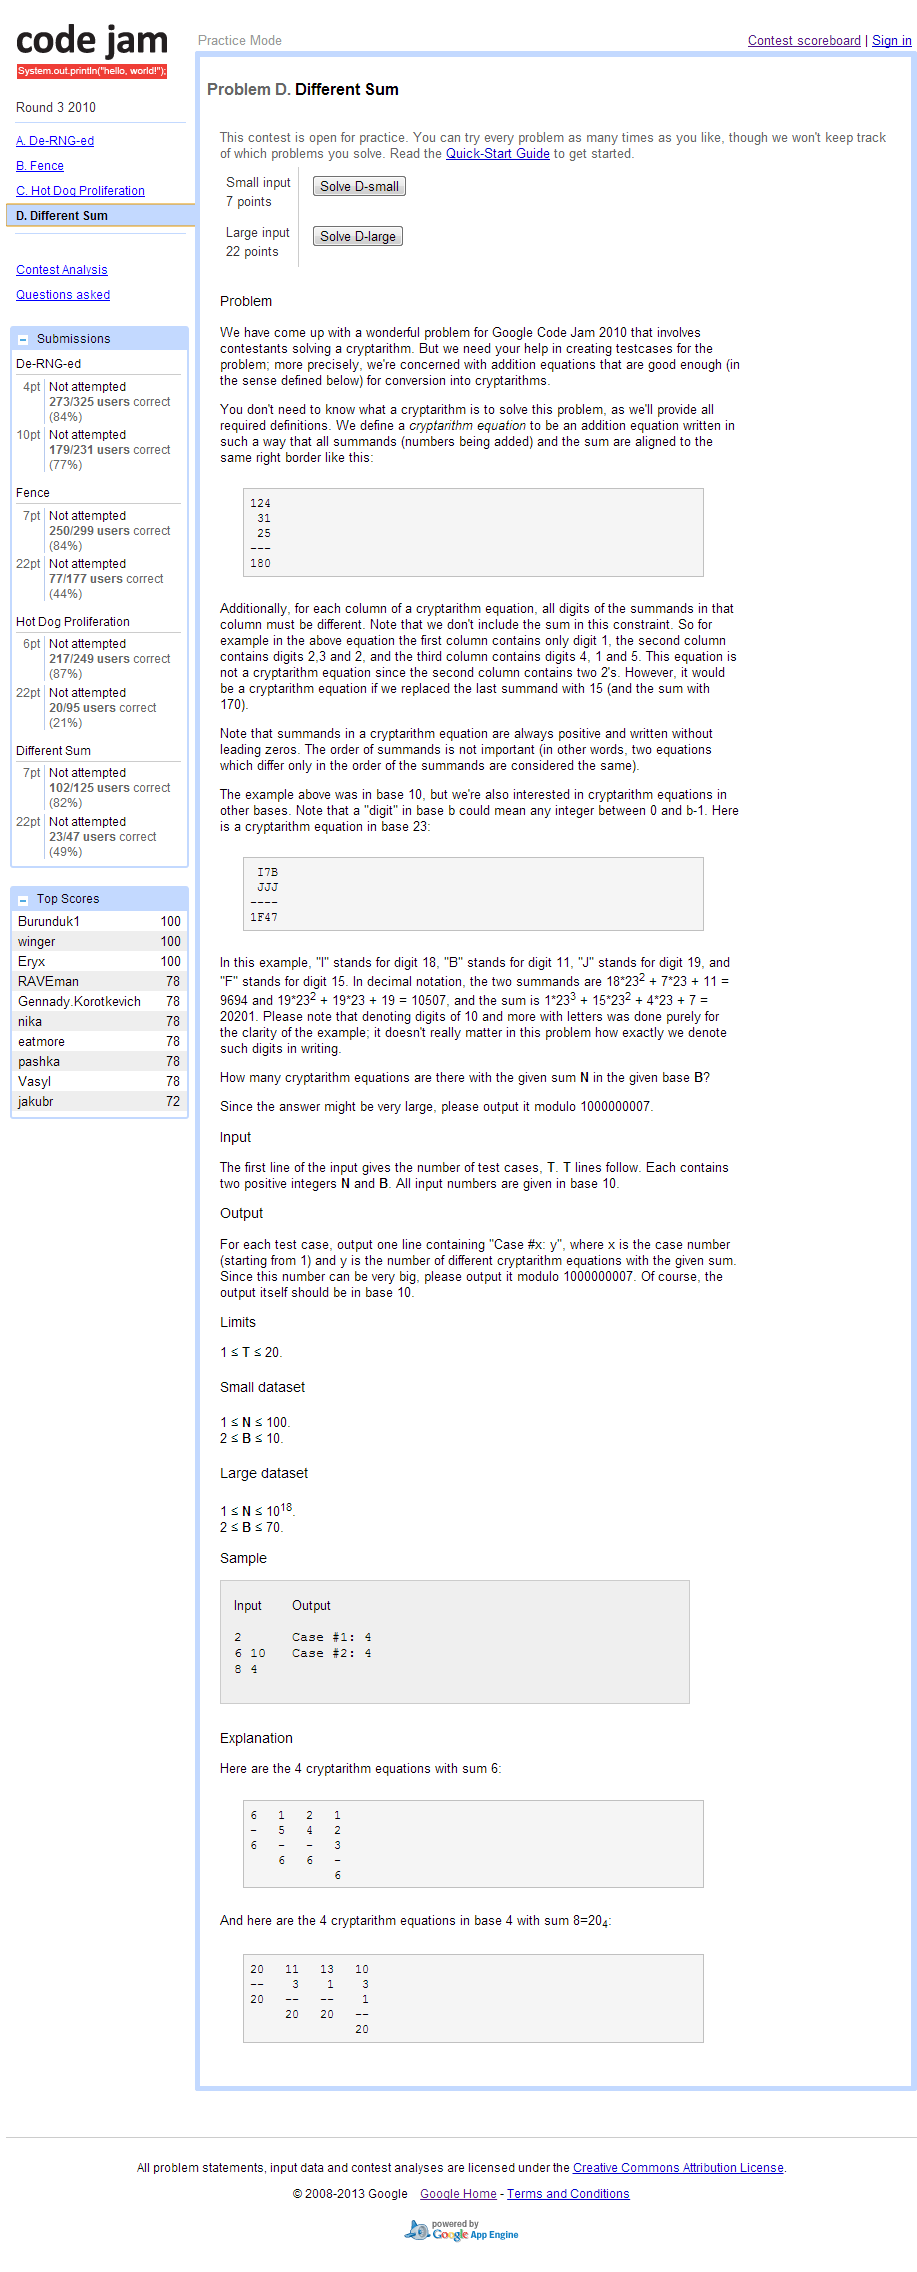 code jam
System.out.println("hello, world!");
Practice Mode
Contest scoreboard | Sign in
Round 3 2010
A. De-RNG-ed
B. Fence
C. Hot Dog Proliferation
D. Different Sum
Contest Analysis
Questions asked
Submissions
De-RNG-ed
4pt Not attempted
273/325 users correct
(84%)
10pt Not attempted
179/231 users correct
(77%)
Fence
7pt Not attempted
250/299 users correct
(84%)
22pt Not attempted
77/177 users correct
(44%)
Hot Dog Proliferation
6pt Not attempted
217/249 users correct
(87%)
22pt Not attempted
20/95 users correct
(21%)
Different Sum
7pt Not attempted
102/125 users correct
(82%)
22pt Not attempted
23/47 users correct
(49%)
Top Scores
Burunduk1 100
winger 100
Eryx 100
RAVEman 78
Gennady.Korotkevich 78
nika 78
eatmore 78
pashka 78
Vasyl 78
jakubr 72
Problem D. Different Sum
This contest is open for practice. You can try every problem as many times as you like, though we won't keep track
of which problems you solve. Read the Quick-Start Guide to get started.
Small input
7 points
Solve D-small
Large input
22 points
Solve D-large
Problem
We have come up with a wonderful problem for Google Code Jam 2010 that involves
contestants solving a cryptarithm. But we need your help in creating testcases for the
problem; more precisely, we're concerned with addition equations that are good enough (in
the sense defined below) for conversion into cryptarithms.
You don't need to know what a cryptarithm is to solve this problem, as we'll provide all
required definitions. We define a cryptarithm equation to be an addition equation written in
such a way that all summands (numbers being added) and the sum are aligned to the
same right border like this:
124
31
25
---
180
Additionally, for each column of a cryptarithm equation, all digits of the summands in that
column must be different. Note that we don't include the sum in this constraint. So for
example in the above equation the first column contains only digit 1, the second column
contains digits 2,3 and 2, and the third column contains digits 4, 1 and 5. This equation is
not a cryptarithm equation since the second column contains two 2's. However, it would
be a cryptarithm equation if we replaced the last summand with 15 (and the sum with
170).
Note that summands in a cryptarithm equation are always positive and written without
leading zeros. The order of summands is not important (in other words, two equations
which differ only in the order of the summands are considered the same).
The example above was in base 10, but we're also interested in cryptarithm equations in
other bases. Note that a "digit" in base b could mean any integer between 0 and b-1. Here
is a cryptarithm equation in base 23:
I7B
JJJ
----
1F47
In this example, "I" stands for digit 18, "B" stands for digit 11, "J" stands for digit 19, and
"F" stands for digit 15. In decimal notation, the two summands are 18*23² + 7*23 + 11 =
9694 and 19*23² + 19*23 + 19 = 10507, and the sum is 1*23³ + 15*23² + 4*23 + 7 =
20201. Please note that denoting digits of 10 and more with letters was done purely for
the clarity of the example; it doesn't really matter in this problem how exactly we denote
such digits in writing.
How many cryptarithm equations are there with the given sum N in the given base B?
Since the answer might be very large, please output it modulo 1000000007.
Input
The first line of the input gives the number of test cases, T. T lines follow. Each contains
two positive integers N and B. All input numbers are given in base 10.
Output
For each test case, output one line containing "Case #x: y", where x is the case number
(starting from 1) and y is the number of different cryptarithm equations with the given sum.
Since this number can be very big, please output it modulo 1000000007. Of course, the
output itself should be in base 10.
Limits
1 ≤ T ≤ 20.
Small dataset
1 ≤ N ≤ 100.
2 ≤ B ≤ 10.
Large dataset
1 ≤ N ≤ 10¹⁸.
2 ≤ B ≤ 70.
Sample
Input Output
2 Case #1: 4
6 10 Case #2: 4
8 4
Explanation
Here are the 4 cryptarithm equations with sum 6:
6 1 2 1
- 5 4 2
6 - - 3
6 6 -
6
And here are the 4 cryptarithm equations in base 4 with sum 8=20₄:
20 11 13 10
-- 3 1 3
20 -- -- 1
20 20 --
20
All problem statements, input data and contest analyses are licensed under the Creative Commons Attribution License.
© 2008-2013 Google Google Home - Terms and Conditions
powered by
Google App Engine